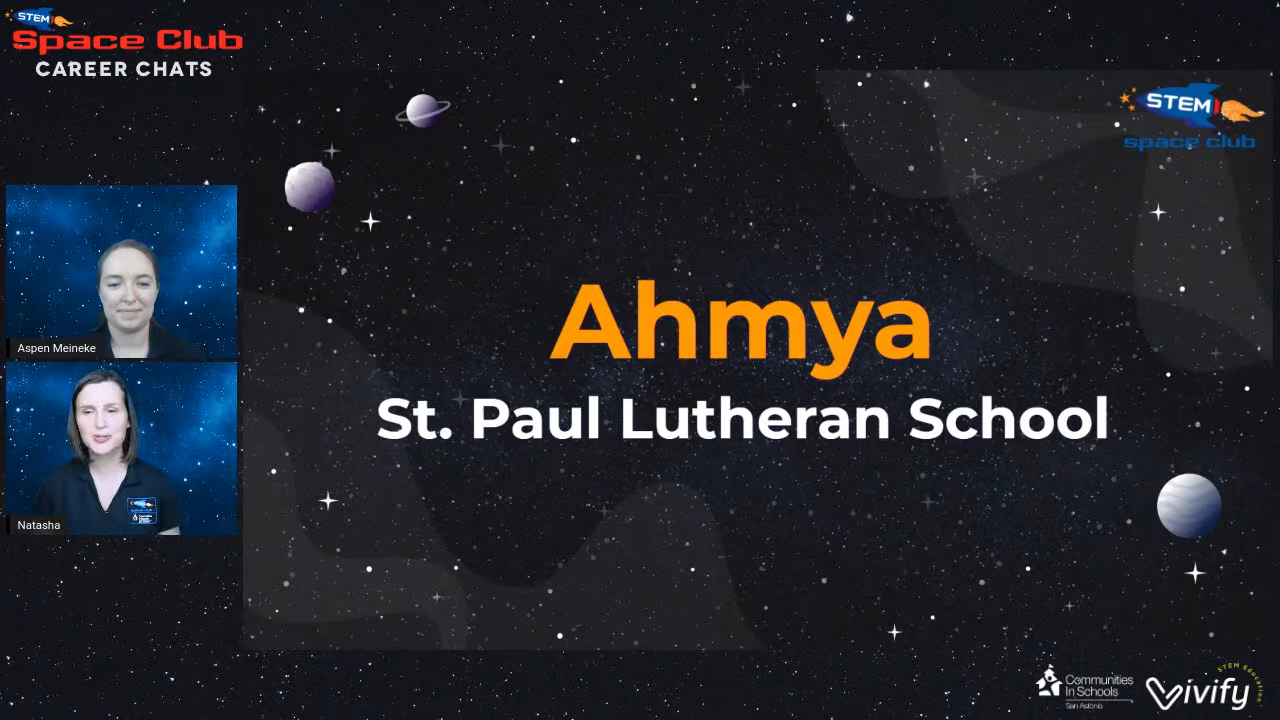 STEM
Space Club
CAREER CHATS
STEM
space club
Aspen Meineke
Natasha
Ahmya
St. Paul Lutheran School
Communities
In Schools
San Antonio
Vivify
STEM Education